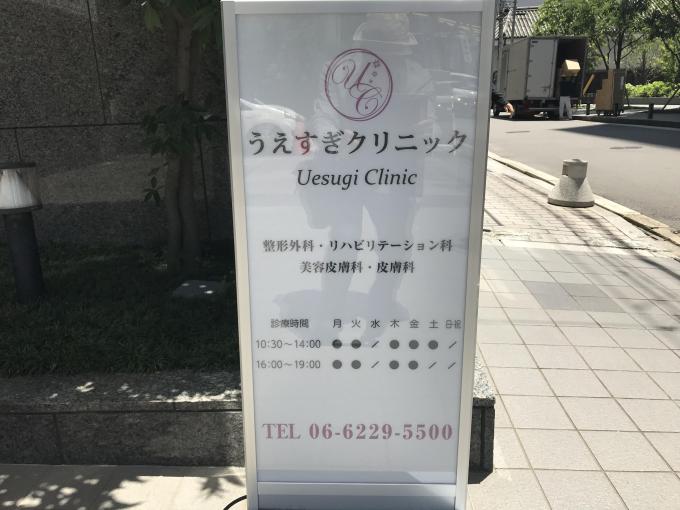 UC
うえすぎクリニック
Uesugi Clinic
整形外科・リハビリテーション科
美容皮膚科・皮膚科
診療時間 月 火 水 木 金 土 日・祝
10:30～14:00 ● ● ／ ● ● ● ／
16:00～19:00 ● ● ／ ● ● ／ ／
TEL 06-6229-5500